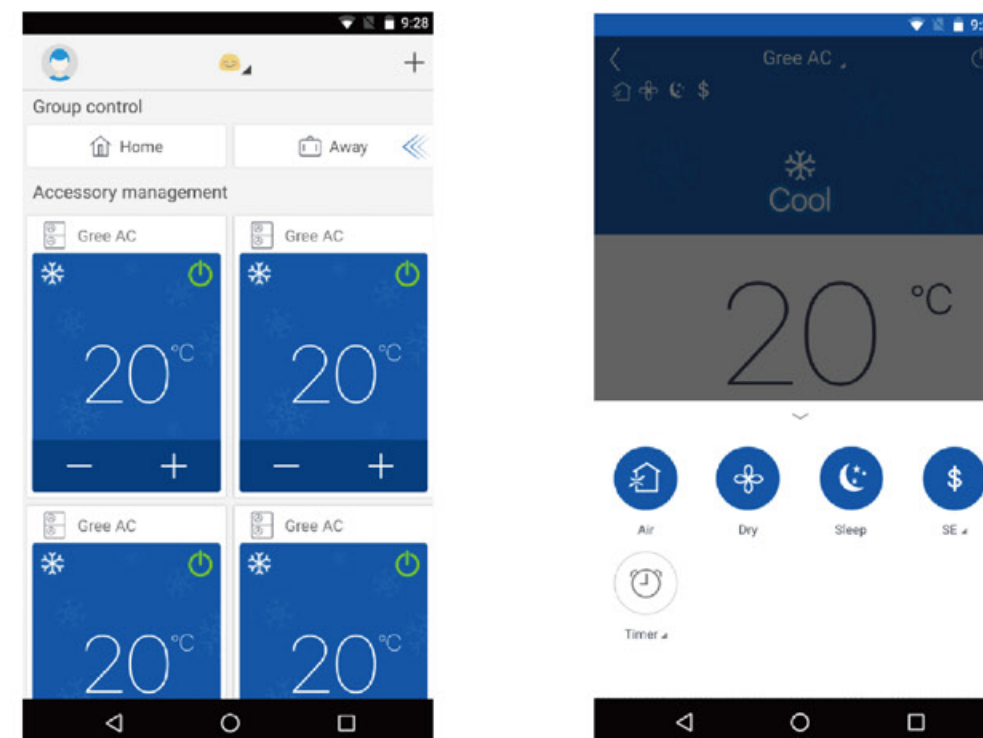 9:28
Group control
Home
Away
Accessory management
Gree AC
Gree AC
20°C
20°C
− +
− +
Gree AC
Gree AC
20°C
20°C
Gree AC
$
Cool
20 °C
$
Air
Dry
Sleep
SE
Timer